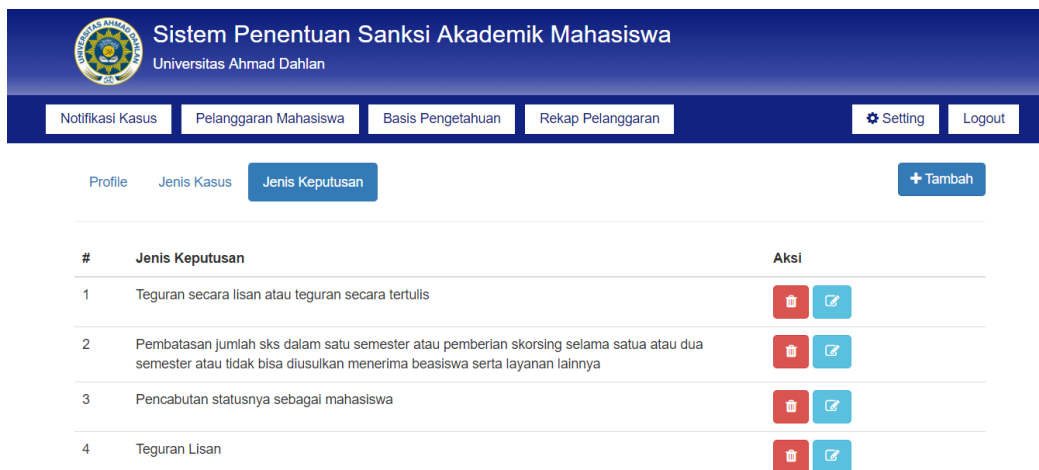 UNIVERSITAS AHMAD DAHLAN
Sistem Penentuan Sanksi Akademik Mahasiswa
Universitas Ahmad Dahlan
Notifikasi Kasus Pelanggaran Mahasiswa Basis Pengetahuan Rekap Pelanggaran Setting Logout
Profile Jenis Kasus Jenis Keputusan + Tambah
# Jenis Keputusan Aksi
1 Teguran secara lisan atau teguran secara tertulis
2 Pembatasan jumlah sks dalam satu semester atau pemberian skorsing selama satua atau dua
semester atau tidak bisa diusulkan menerima beasiswa serta layanan lainnya
3 Pencabutan statusnya sebagai mahasiswa
4 Teguran Lisan